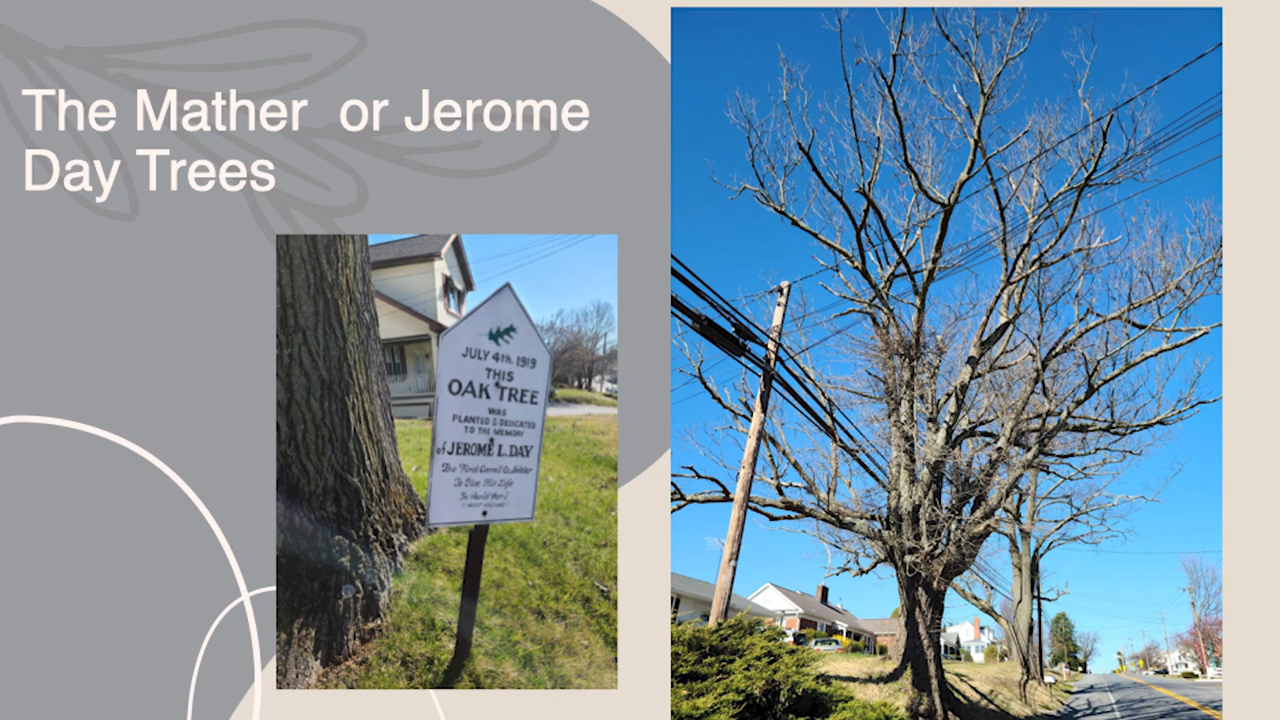 The Mather or Jerome
Day Trees
JULY 4th. 1919
THIS
OAK TREE
WAS
PLANTED & DEDICATED
TO THE MEMORY
of JEROME L. DAY
The First Carroll Co. Soldier
To Give His Life
In World War I